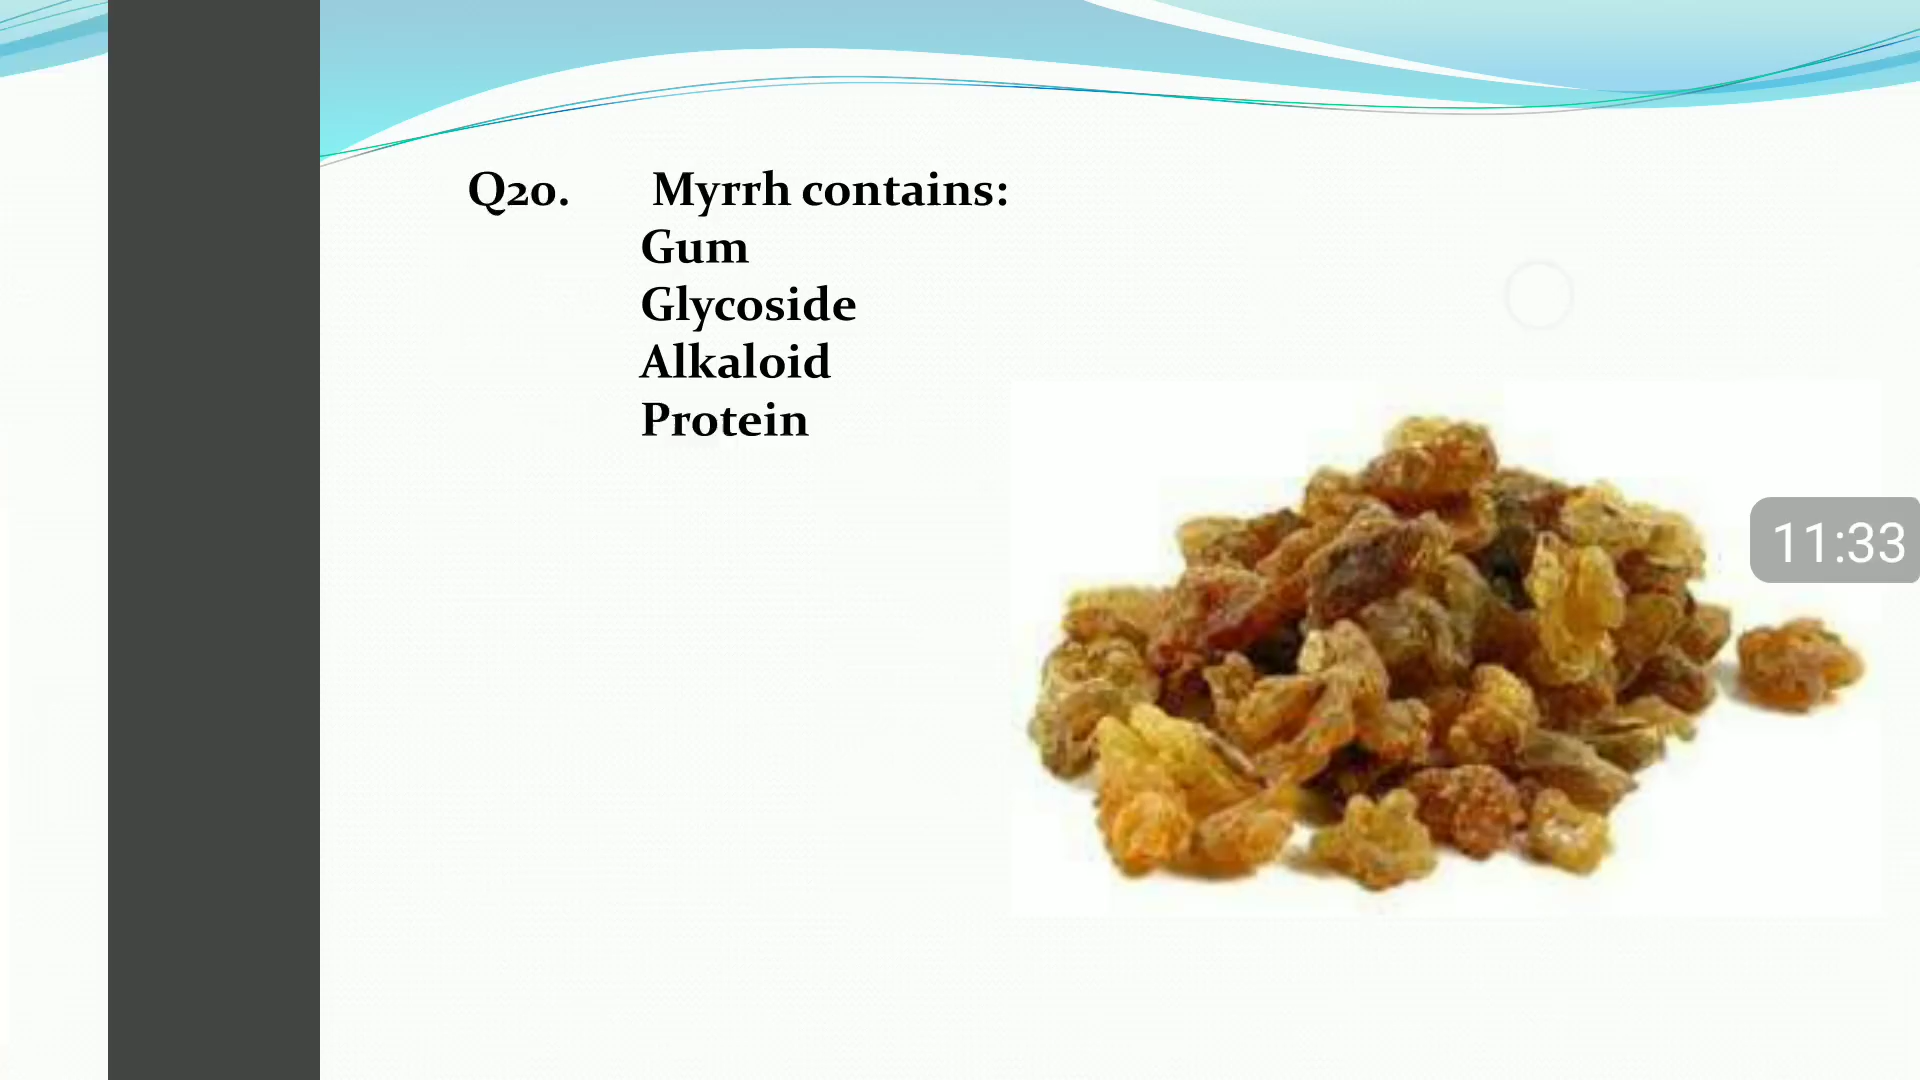 Q20. Myrrh contains:
Gum
Glycoside
Alkaloid
Protein
11:33